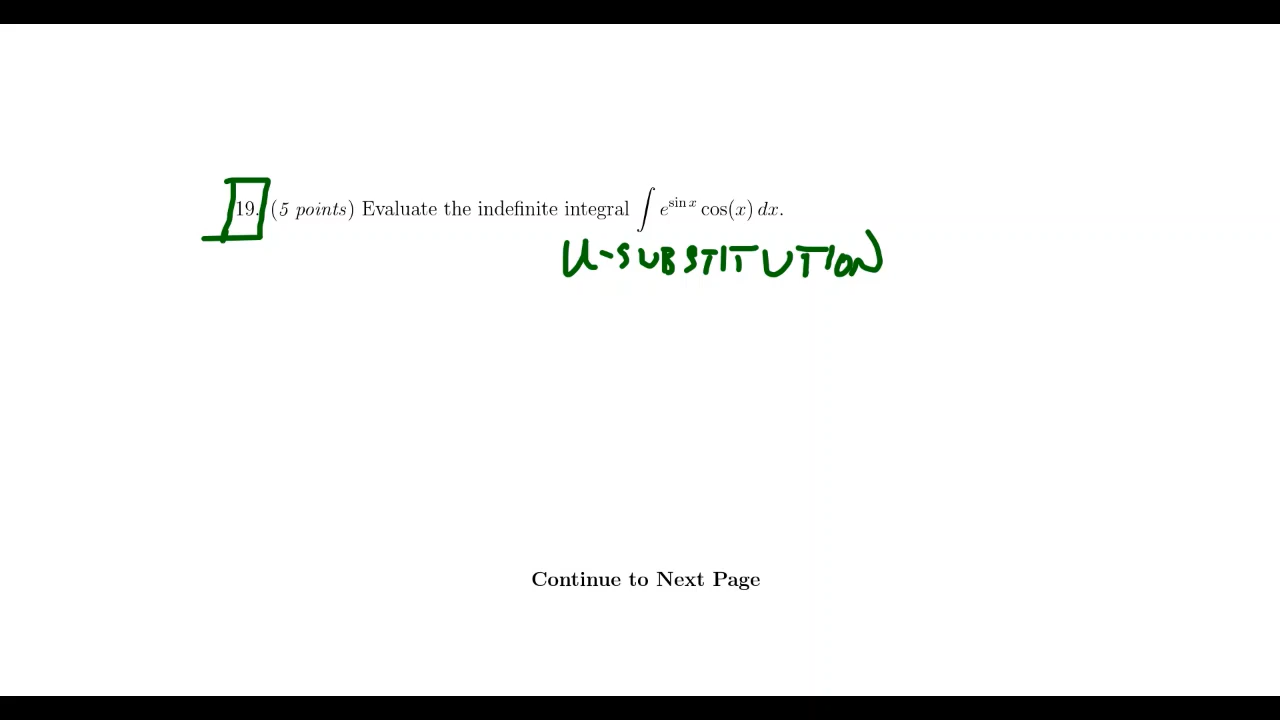 19. (5 points) Evaluate the indefinite integral ∫ e^{sin x} cos(x) dx.
U-SUBSTITUTION
Continue to Next Page